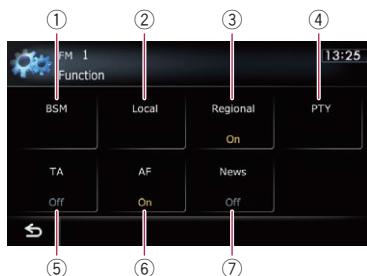 ① ② ③ ④
FM 1
13:25
Function
BSM Local Regional PTY
On
TA AF News
Off On Off
⑤ ⑥ ⑦